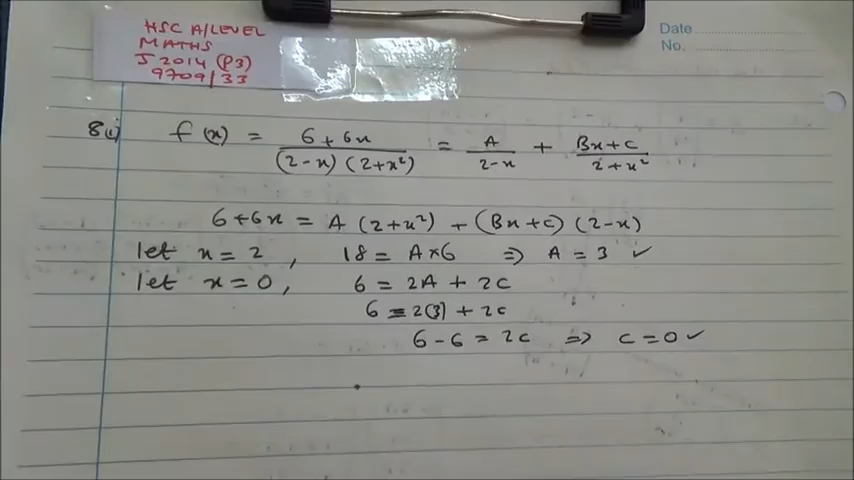 HSC A/LEVEL
MATHS
J 2014 (P3)
9709/33
Date
No.
8(i) f(x) = 6+6x / (2-x)(2+x²) = A / 2-x + Bx+C / 2+x²
6+6x = A(2+x²) + (Bx+C)(2-x)
let x = 2, 18 = A×6 ⇒ A = 3 ✓
let x = 0, 6 = 2A + 2C
6 = 2(3) + 2C
6-6 = 2C ⇒ C = 0 ✓